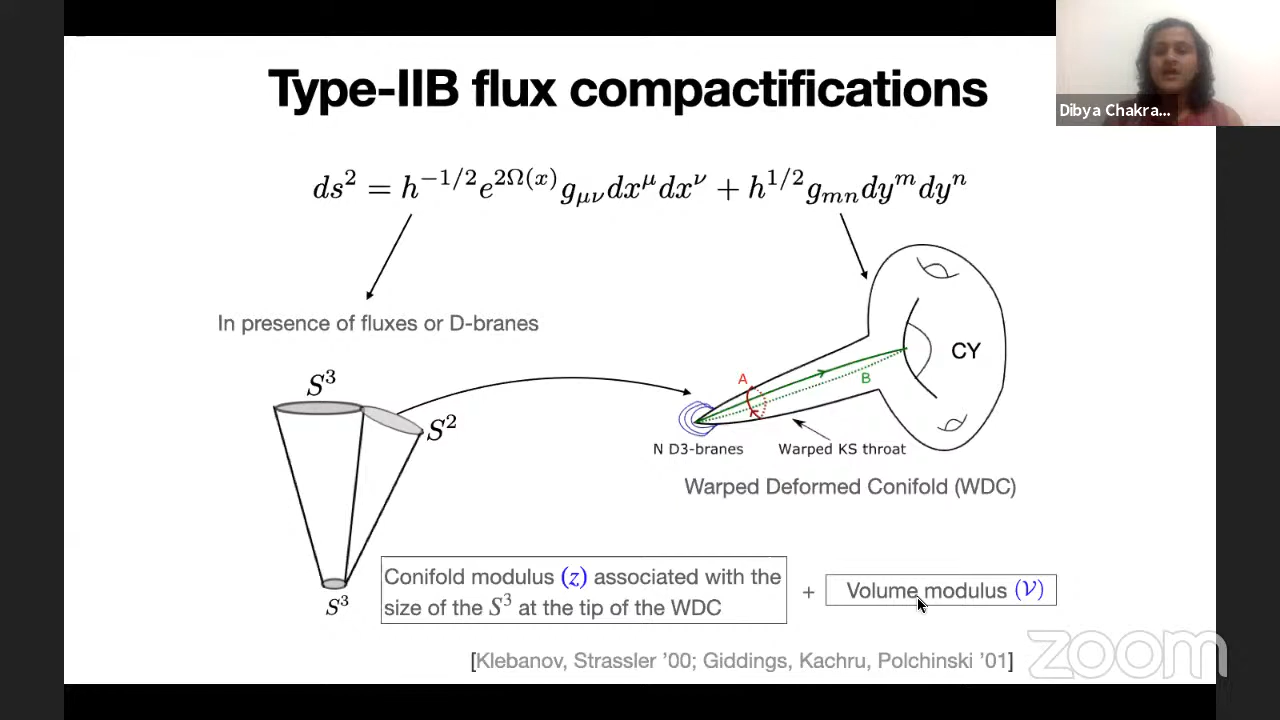 Type-IIB flux compactifications
Dibya Chakra...
ds² = h^{-1/2}e^{2Ω(x)}g_{μν}dx^μdx^ν + h^{1/2}g_{mn}dy^mdy^n
In presence of fluxes or D-branes
S³
S²
S³
A
B
CY
N D3-branes
Warped KS throat
Warped Deformed Conifold (WDC)
Conifold modulus (z) associated with the
size of the S³ at the tip of the WDC
+
Volume modulus (𝒱)
[Klebanov, Strassler ’00; Giddings, Kachru, Polchinski ’01]
zoom